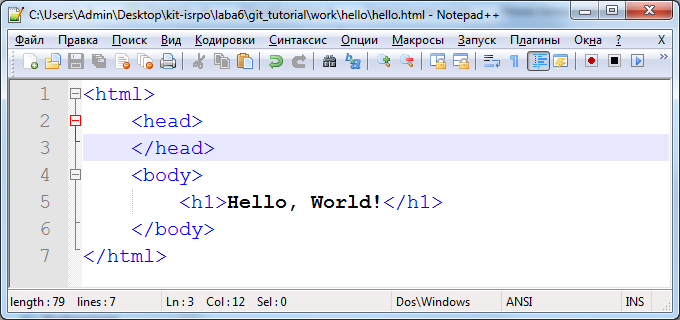 C:\Users\Admin\Desktop\kit-isrpo\laba6\git_tutorial\work\hello\hello.html - Notepad++
Файл Правка Поиск Вид Кодировки Синтаксис Опции Макросы Запуск Плагины Окна ? X
1 <html>
2 <head>
3 </head>
4 <body>
5 <h1>Hello, World!</h1>
6 </body>
7 </html>
length : 79 lines : 7 Ln : 3 Col : 12 Sel : 0 Dos\Windows ANSI INS